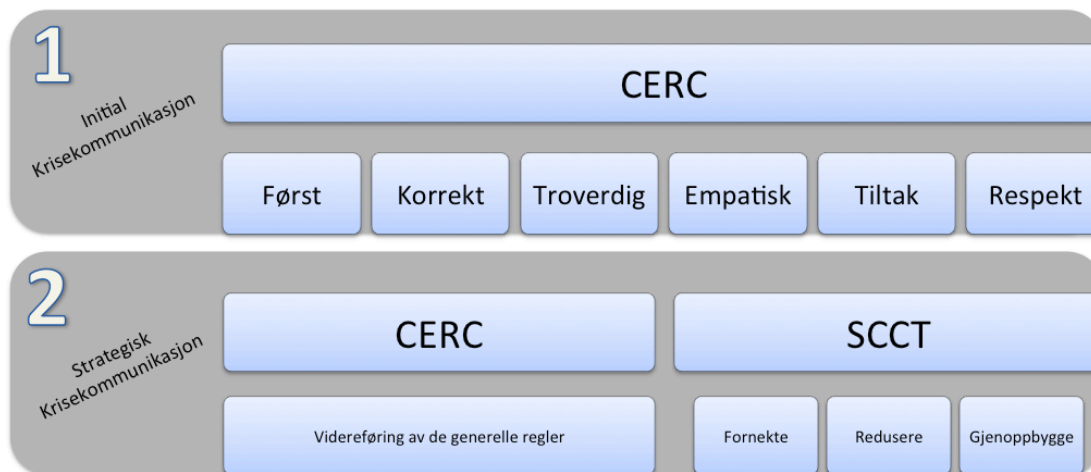 1
Initial
Krisekommunikasjon
CERC
Først
Korrekt
Troverdig
Empatisk
Tiltak
Respekt
2
Strategisk
Krisekommunikasjon
CERC
SCCT
Videreføring av de generelle regler
Fornekte
Redusere
Gjenoppbygge